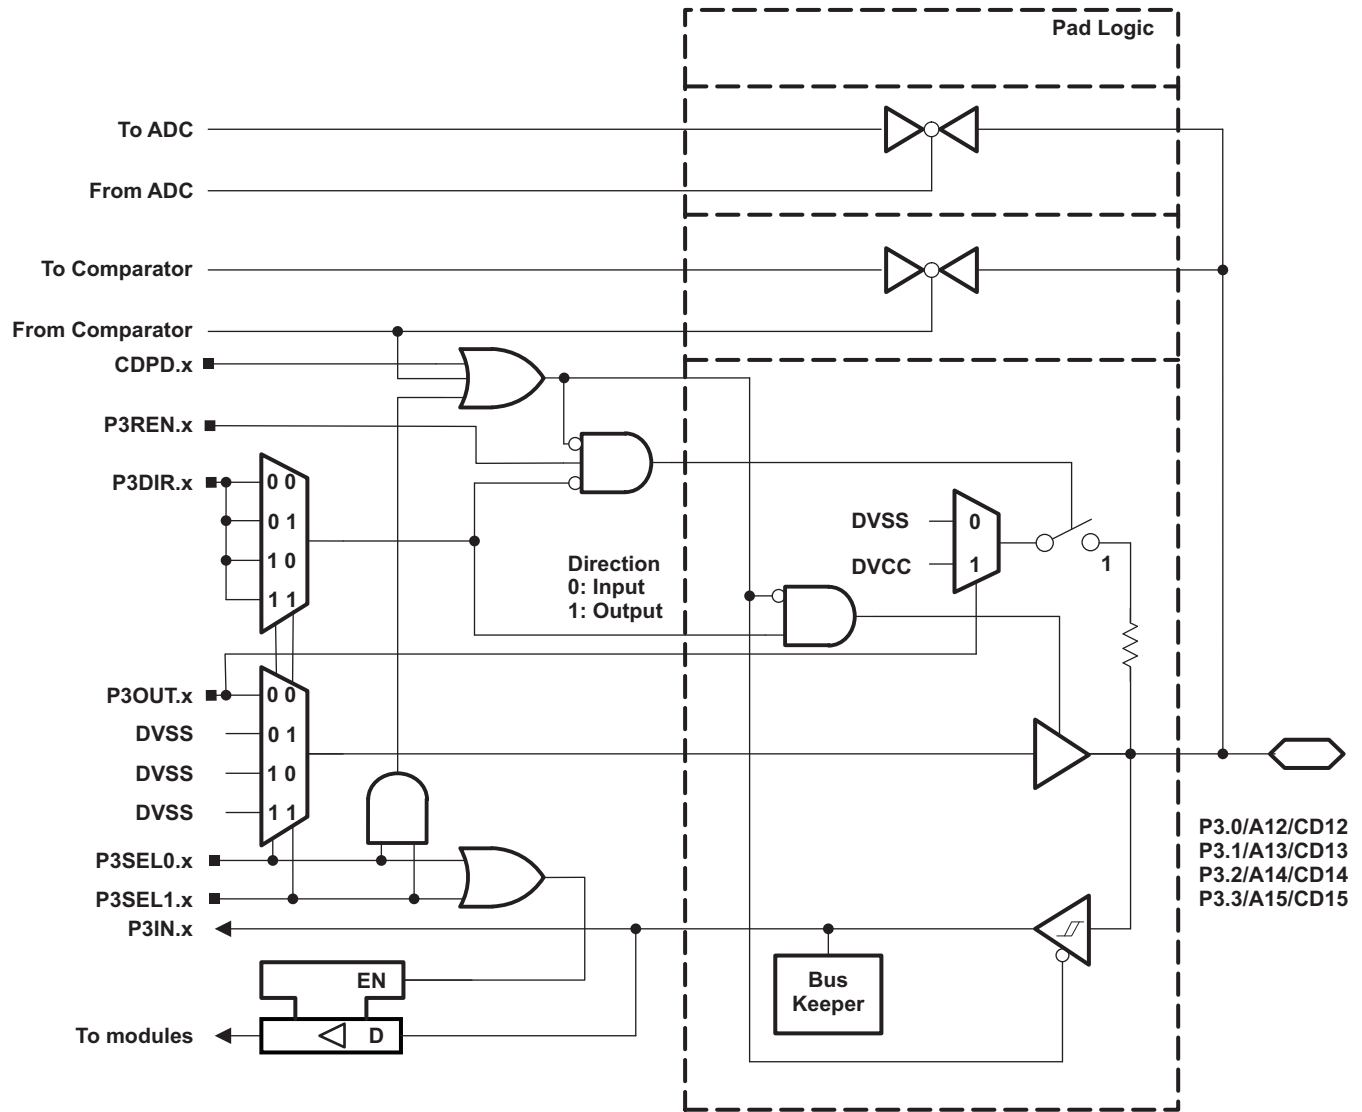 Pad Logic
To ADC
From ADC
To Comparator
From Comparator
CDPD.x
P3REN.x
P3DIR.x
0 0
0 1
1 0
1 1
Direction
0: Input
1: Output
DVSS
DVCC
0
1
1
P3OUT.x
DVSS
DVSS
DVSS
0 0
0 1
1 0
1 1
P3SEL0.x
P3SEL1.x
P3IN.x
EN
D
To modules
Bus
Keeper
P3.0/A12/CD12
P3.1/A13/CD13
P3.2/A14/CD14
P3.3/A15/CD15